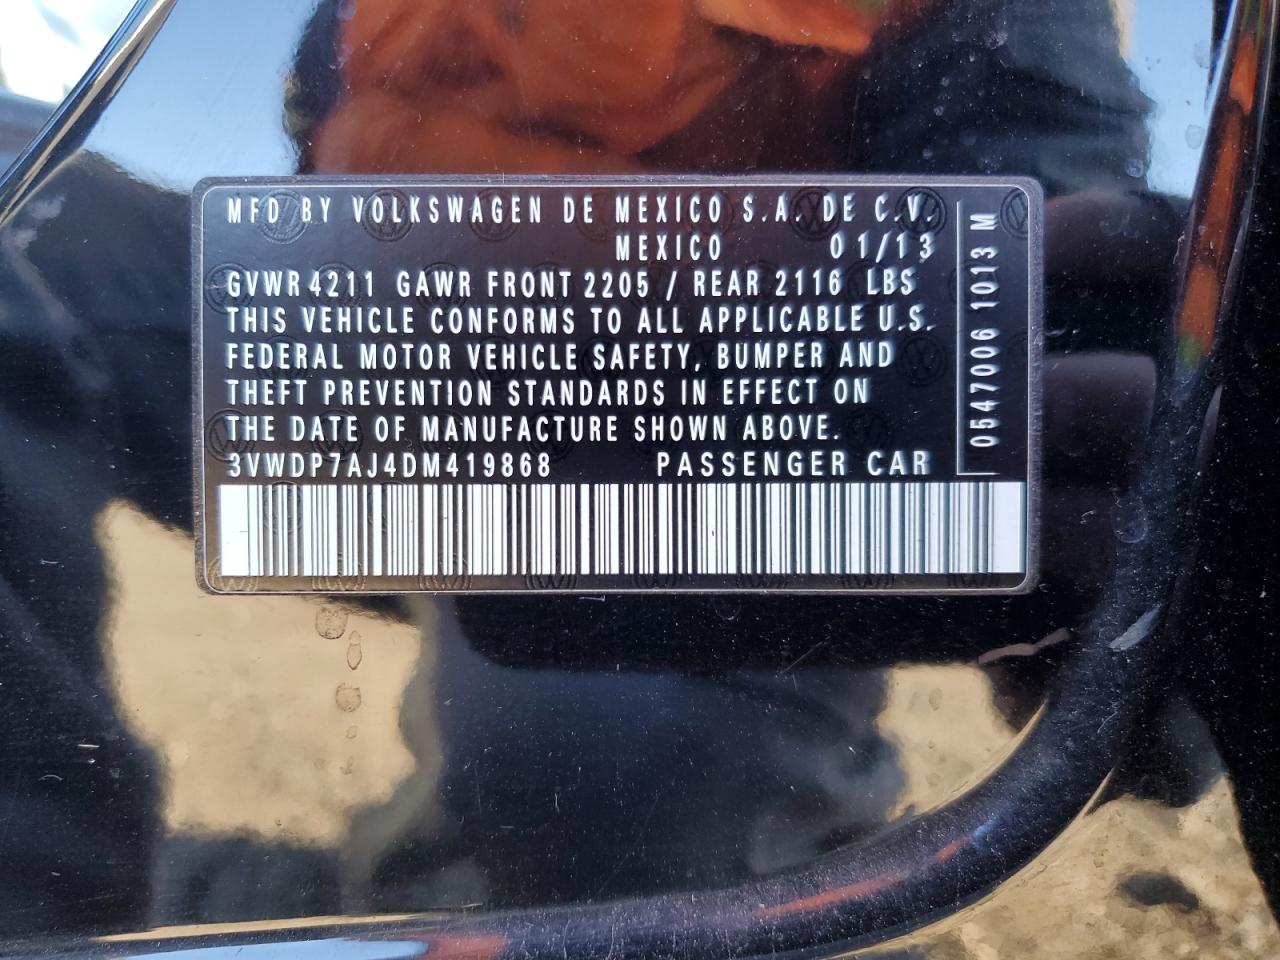 MFD BY VOLKSWAGEN DE MEXICO S.A. DE C.V.
MEXICO 01/13
GVWR 4211 GAWR FRONT 2205 / REAR 2116 LBS
THIS VEHICLE CONFORMS TO ALL APPLICABLE U.S.
FEDERAL MOTOR VEHICLE SAFETY, BUMPER AND
THEFT PREVENTION STANDARDS IN EFFECT ON
THE DATE OF MANUFACTURE SHOWN ABOVE.
3VWDP7AJ4DM419868 PASSENGER CAR
0547006 1013 M